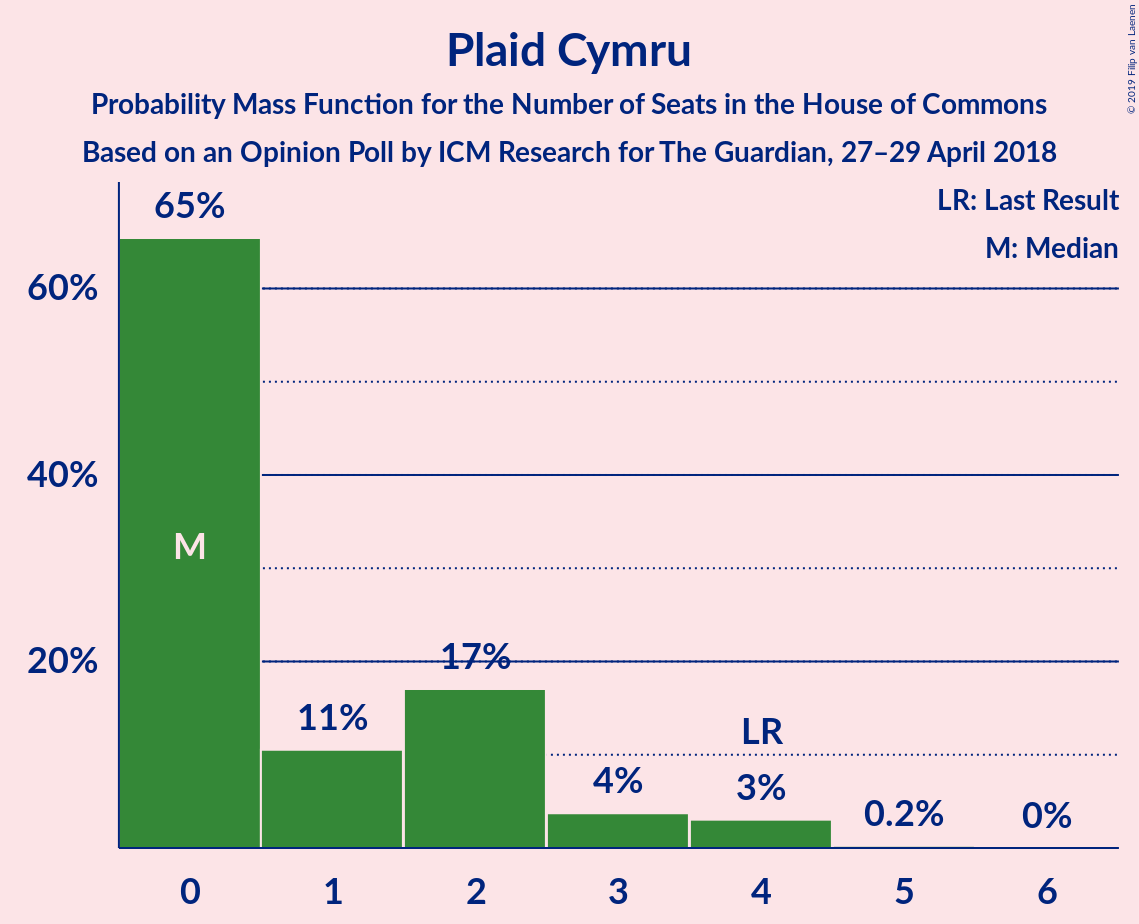 Plaid Cymru
Probability Mass Function for the Number of Seats in the House of Commons
Based on an Opinion Poll by ICM Research for The Guardian, 27–29 April 2018
© 2019 Filip van Laenen
LR: Last Result
M: Median
65%
60%
40%
M
20%
17%
11%
LR
4%
3%
0.2%
0%
0 1 2 3 4 5 6